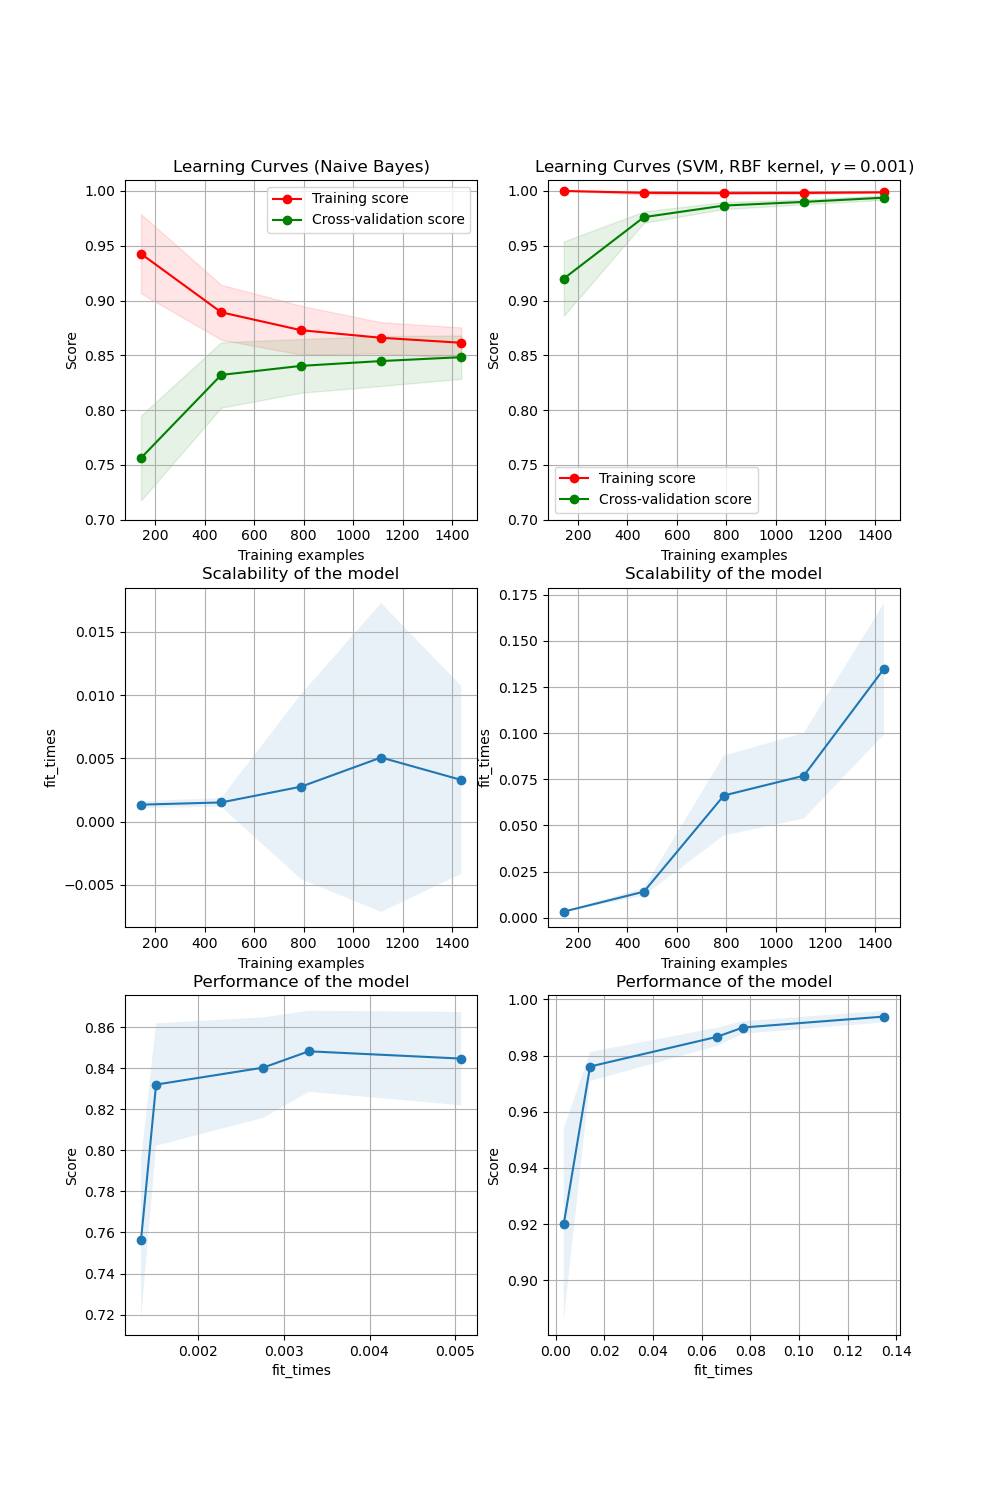 Learning Curves (Naive Bayes)
Score
1.00
0.95
0.90
0.85
0.80
0.75
0.70
Training score
Cross-validation score
200 400 600 800 1000 1200 1400
Training examples
Learning Curves (SVM, RBF kernel, γ = 0.001)
Score
1.00
0.95
0.90
0.85
0.80
0.75
0.70
Training score
Cross-validation score
200 400 600 800 1000 1200 1400
Training examples
Scalability of the model
fit_times
0.015
0.010
0.005
0.000
−0.005
200 400 600 800 1000 1200 1400
Training examples
Scalability of the model
fit_times
0.175
0.150
0.125
0.100
0.075
0.050
0.025
0.000
200 400 600 800 1000 1200 1400
Training examples
Performance of the model
Score
0.86
0.84
0.82
0.80
0.78
0.76
0.74
0.72
0.002 0.003 0.004 0.005
fit_times
Performance of the model
Score
1.00
0.98
0.96
0.94
0.92
0.90
0.00 0.02 0.04 0.06 0.08 0.10 0.12 0.14
fit_times